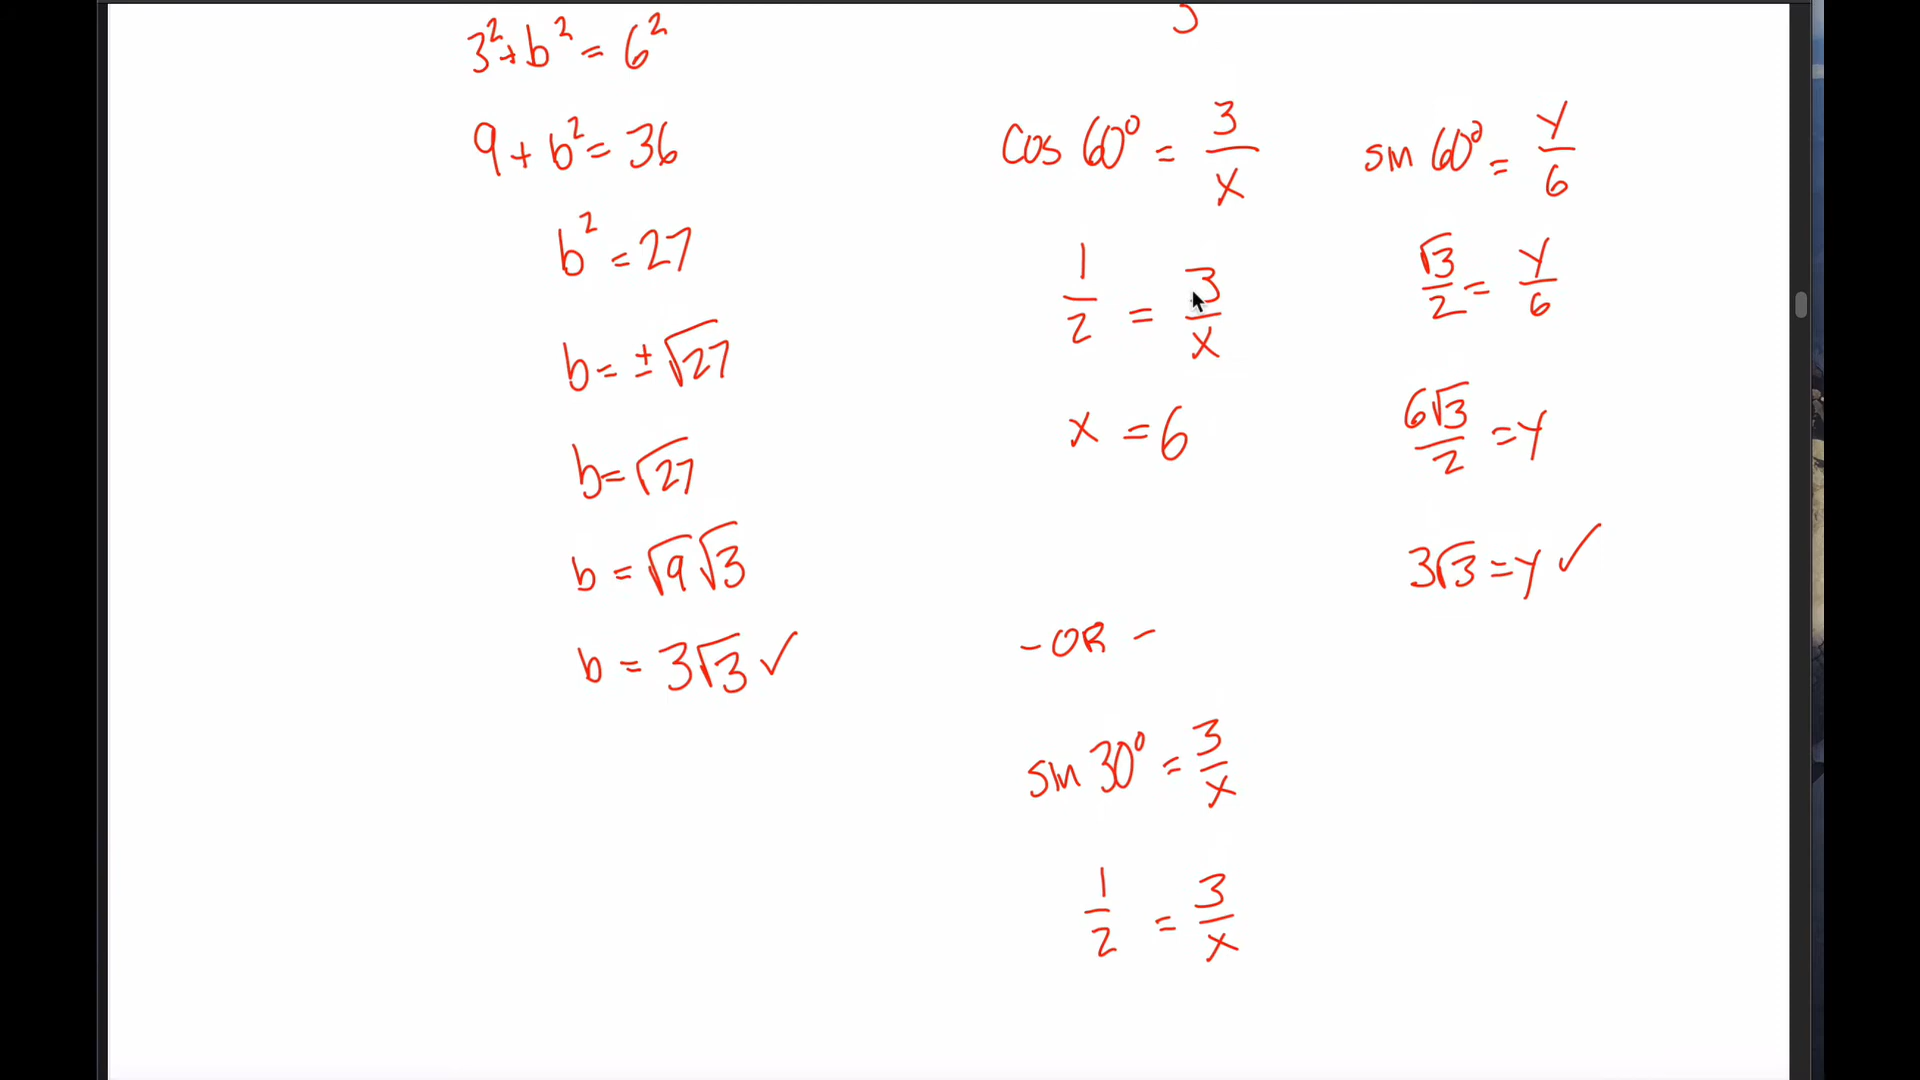 3² + b² = 6²
9 + b² = 36
b² = 27
b = ±√27
b = √27
b = √9 √3
b = 3√3 ✓
cos 60° = 3/x
1/2 = 3/x
x = 6
- OR -
sin 30° = 3/x
1/2 = 3/x
sin 60° = y/6
√3/2 = y/6
6√3/2 = y
3√3 = y ✓